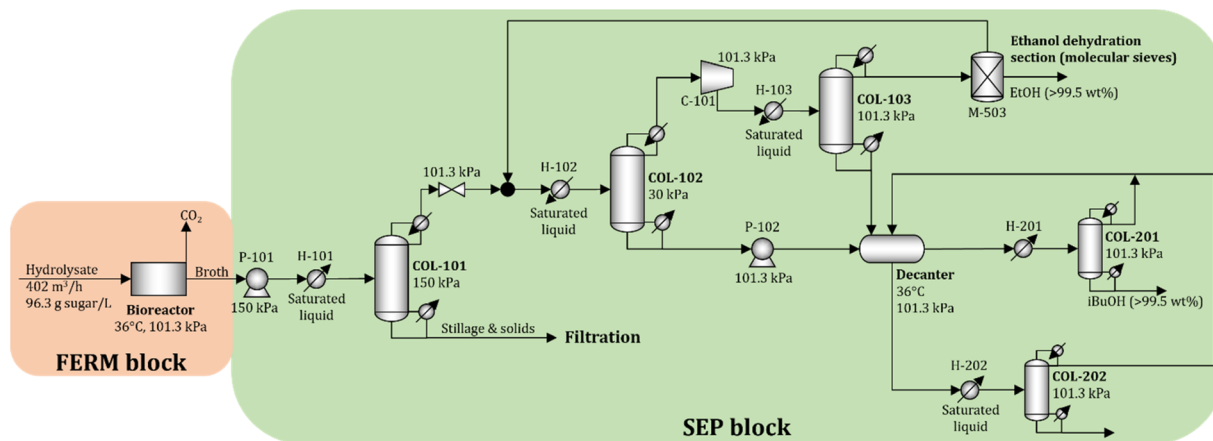 101.3 kPa
C-101
H-103
Saturated
liquid
COL-103
101.3 kPa
Ethanol dehydration
section (molecular sieves)
EtOH (>99.5 wt%)
M-503
101.3 kPa
H-102
Saturated
liquid
COL-102
30 kPa
CO₂
Hydrolysate
402 m³/h
96.3 g sugar/L
Bioreactor
36°C, 101.3 kPa
Broth
FERM block
P-101
150 kPa
H-101
Saturated
liquid
COL-101
150 kPa
Stillage & solids
Filtration
P-102
101.3 kPa
Decanter
36°C
101.3 kPa
H-201
COL-201
101.3 kPa
iBuOH (>99.5 wt%)
H-202
Saturated
liquid
COL-202
101.3 kPa
SEP block